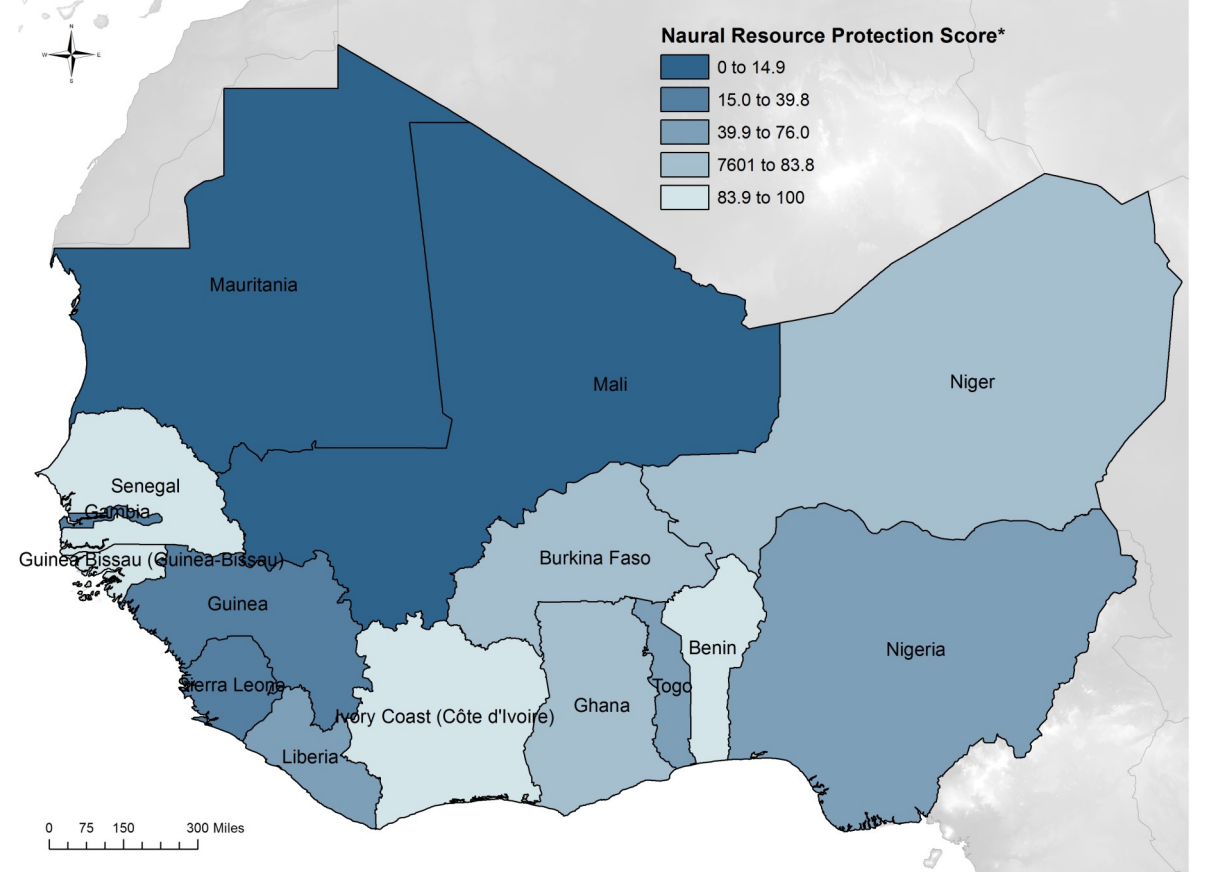 N
W
E
S
Naural Resource Protection Score*
0 to 14.9
15.0 to 39.8
39.9 to 76.0
7601 to 83.8
83.9 to 100
Mauritania
Mali
Niger
Senegal
Gambia
Guinea Bissau (Guinea-Bissau)
Burkina Faso
Guinea
Benin
Nigeria
Sierra Leone
Togo
Ghana
Ivory Coast (Côte d'Ivoire)
Liberia
0 75 150 300 Miles